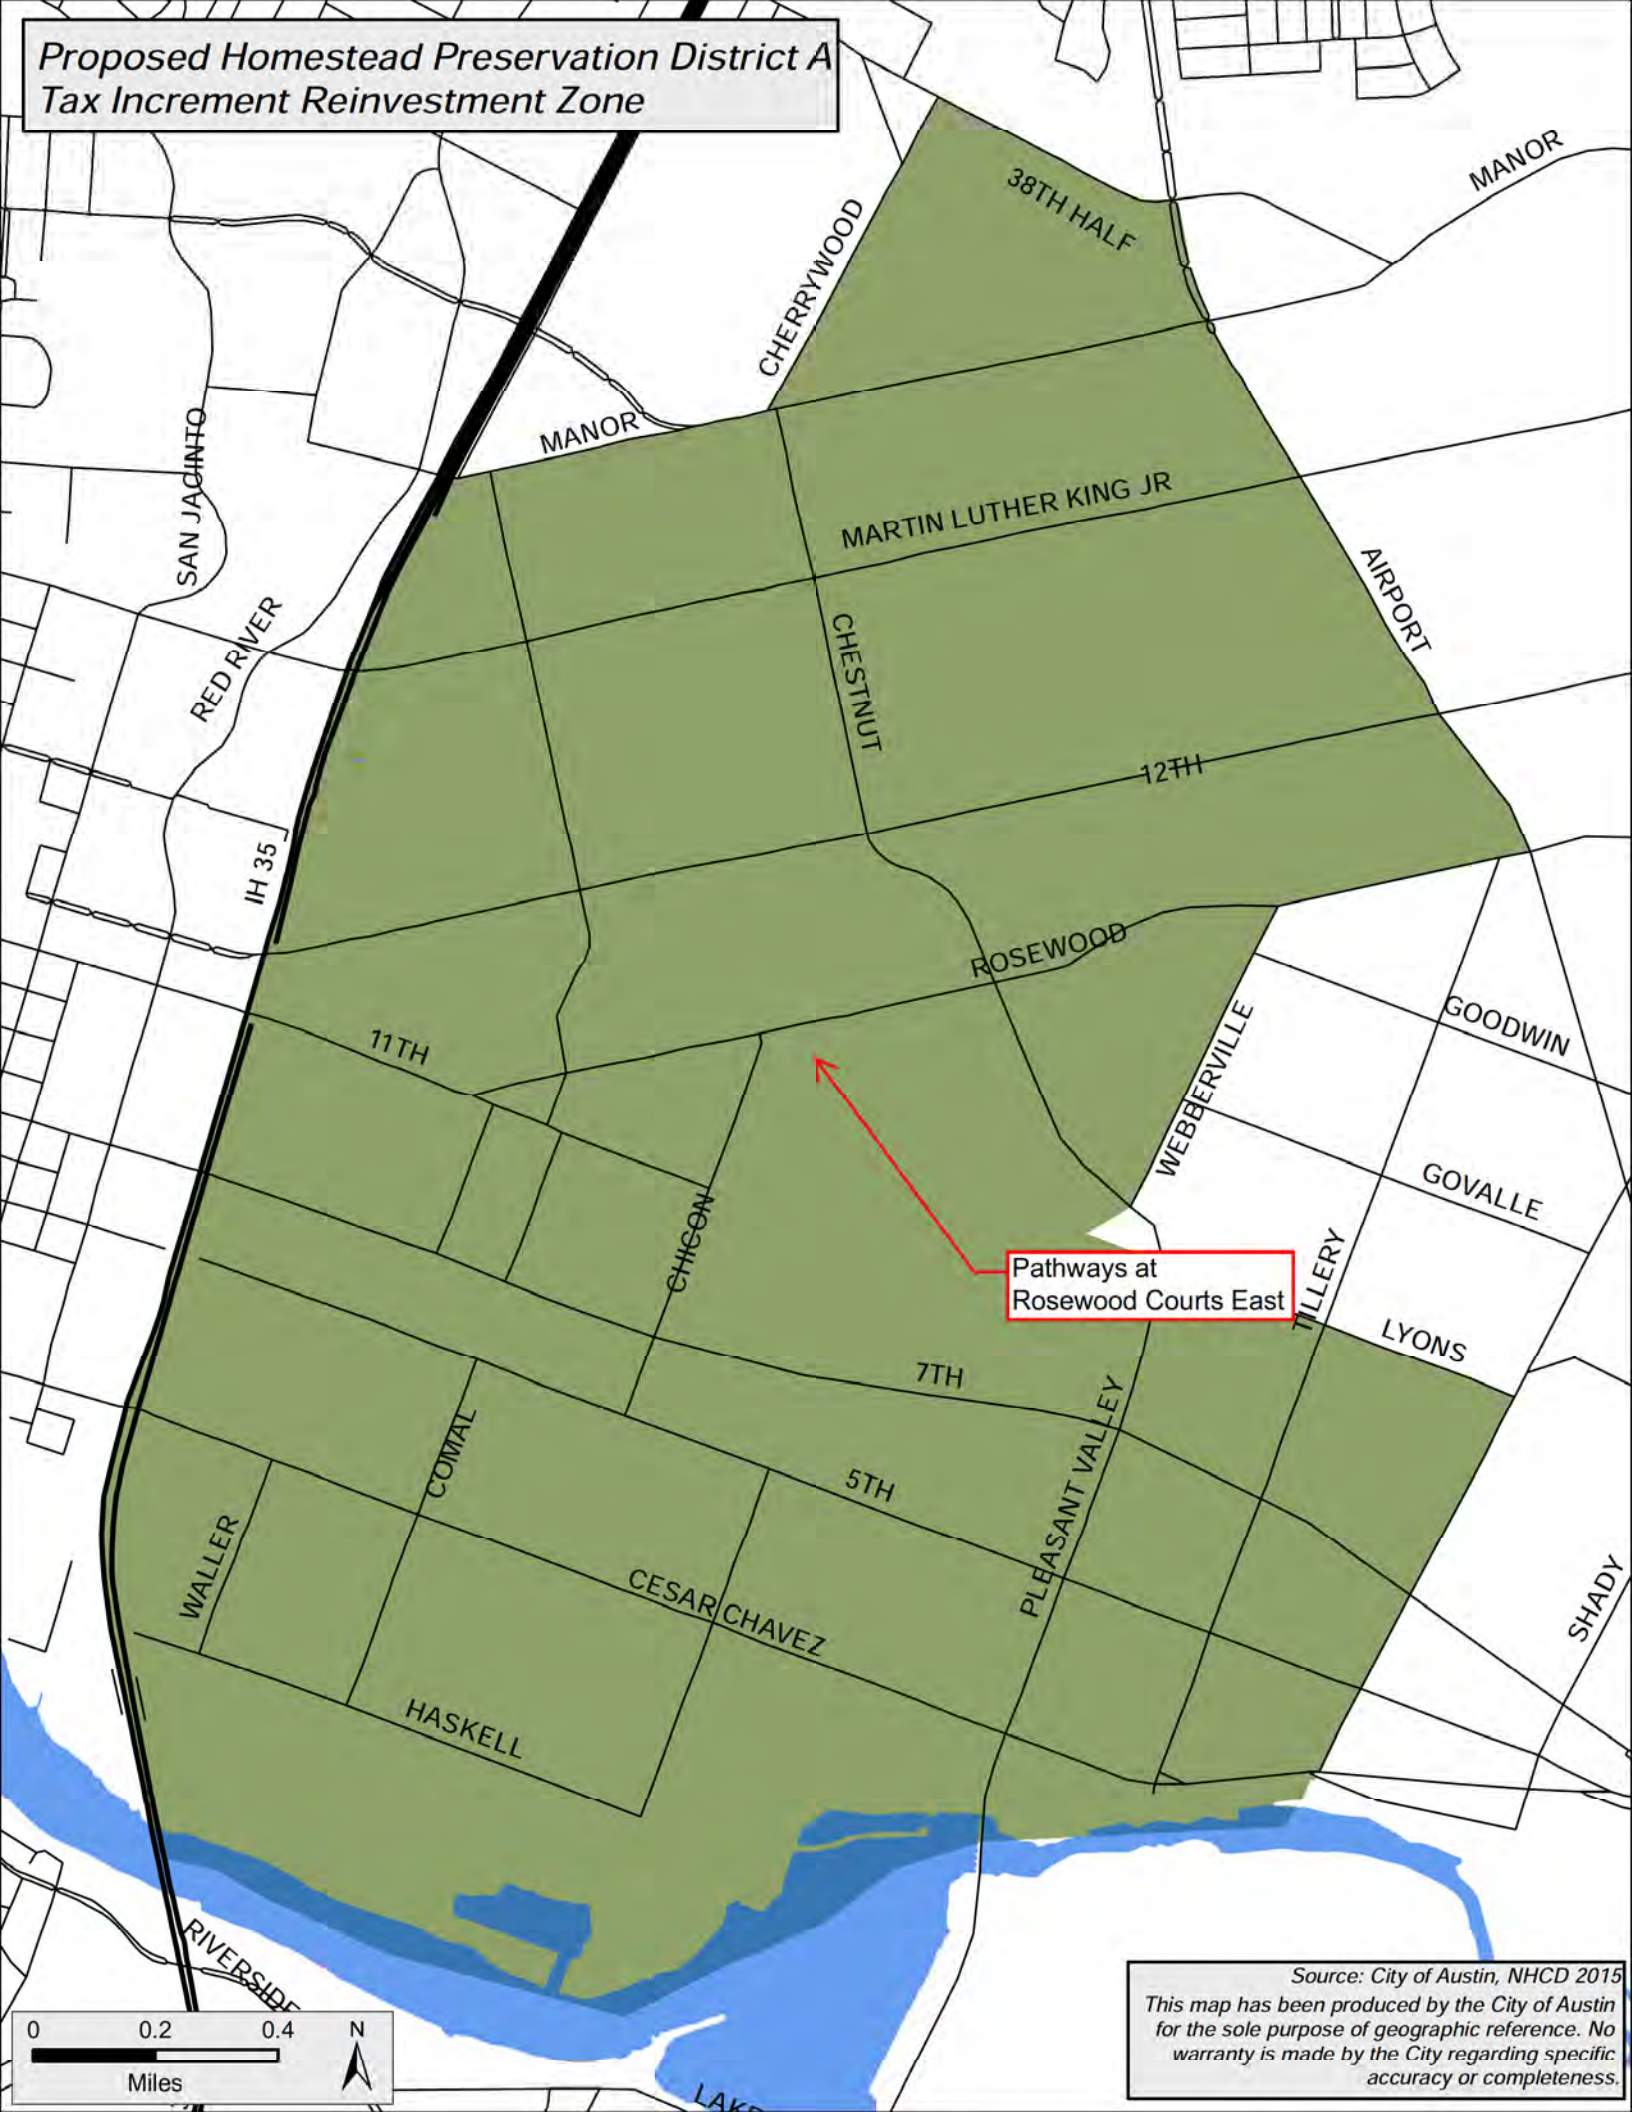 Proposed Homestead Preservation District A
Tax Increment Reinvestment Zone
38TH HALF
MANOR
CHERRYWOOD
MANOR
SAN JACINTO
MARTIN LUTHER KING JR
AIRPORT
RED RIVER
CHESTNUT
12TH
IH 35
ROSEWOOD
11TH
WEBBERVILLE
GOODWIN
GOVALLE
CHICON
Pathways at
Rosewood Courts East
TILLERY
LYONS
7TH
PLEASANT VALLEY
COMAL
5TH
WALLER
CESAR CHAVEZ
SHADY
HASKELL
RIVERSIDE
LAKE
0 0.2 0.4
Miles
N
Source: City of Austin, NHCD 2015
This map has been produced by the City of Austin
for the sole purpose of geographic reference. No
warranty is made by the City regarding specific
accuracy or completeness.